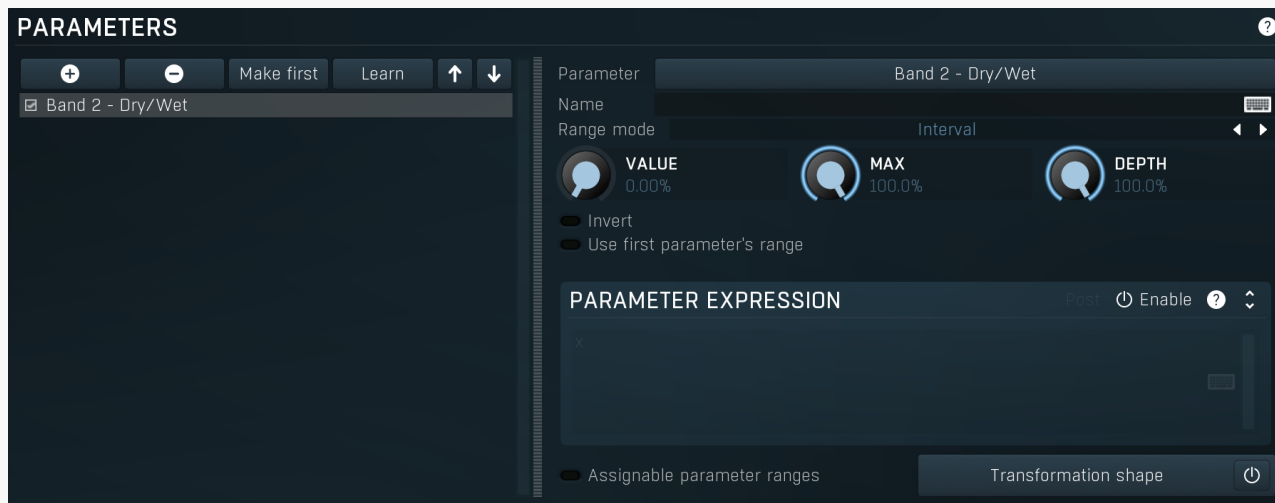 PARAMETERS
?
Make first Learn
Band 2 - Dry/Wet
Parameter Band 2 - Dry/Wet
Name
Range mode Interval
VALUE
0.00%
MAX
100.0%
DEPTH
100.0%
Invert
Use first parameter's range
PARAMETER EXPRESSION Post Enable ?
x
Assignable parameter ranges Transformation shape